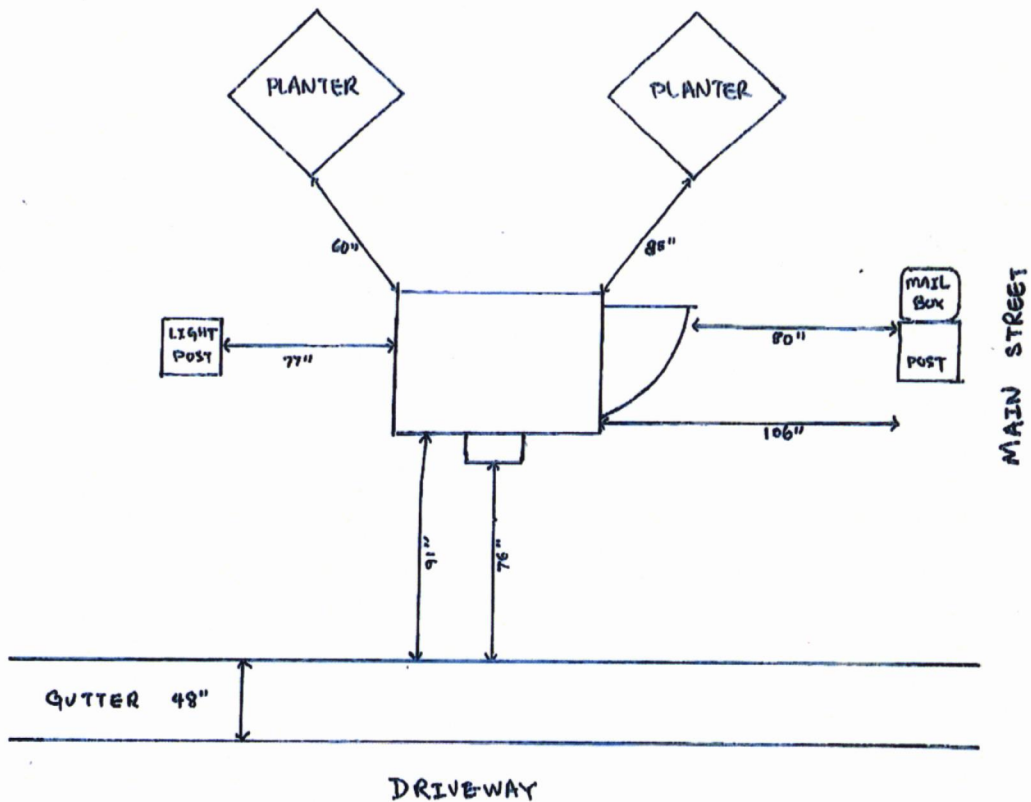 PLANTER
PLANTER
60"
88"
MAIL
BOX
LIGHT
POST
77"
80"
POST
MAIN STREET
106"
91"
76"
GUTTER 48"
DRIVEWAY